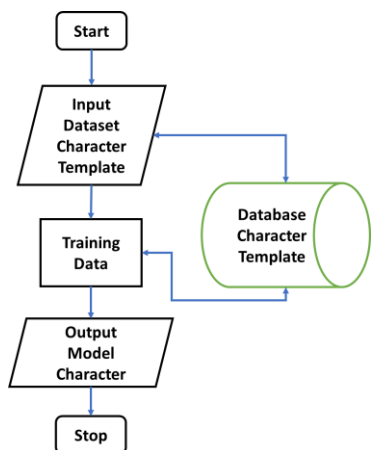 Start
Input
Dataset
Character
Template
Database
Character
Template
Training
Data
Output
Model
Character
Stop